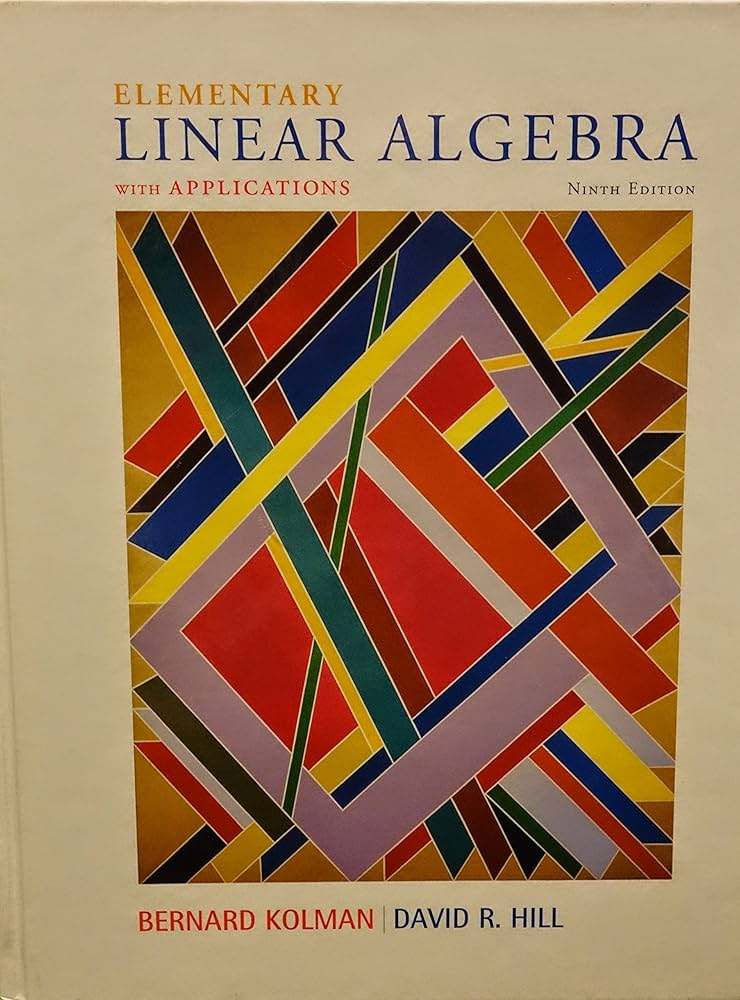 ELEMENTARY
LINEAR ALGEBRA
WITH APPLICATIONS NINTH EDITION
BERNARD KOLMAN | DAVID R. HILL